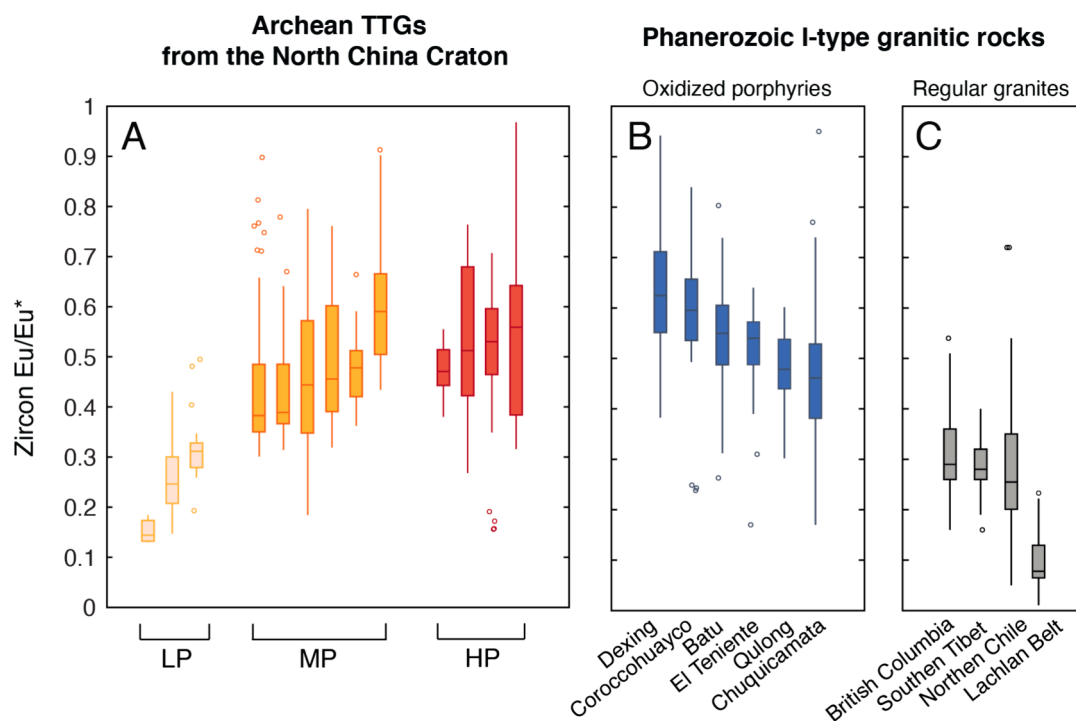 Archean TTGs
from the North China Craton
Phanerozoic I-type granitic rocks
Oxidized porphyries
Regular granites
A
B
C
Zircon Eu/Eu*
1
0.9
0.8
0.7
0.6
0.5
0.4
0.3
0.2
0.1
0
LP
MP
HP
Dexing
Coroccohuayco
Batu
El Teniente
Qulong
Chuquicamata
British Columbia
Southen Tibet
Northen Chile
Lachlan Belt